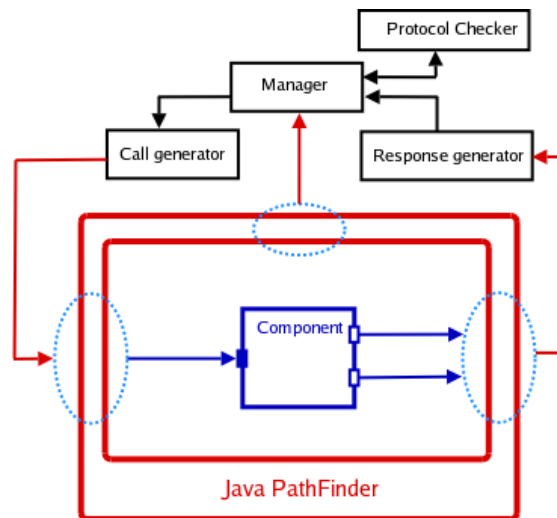 Protocol Checker
Manager
Call generator
Response generator
Component
Java PathFinder